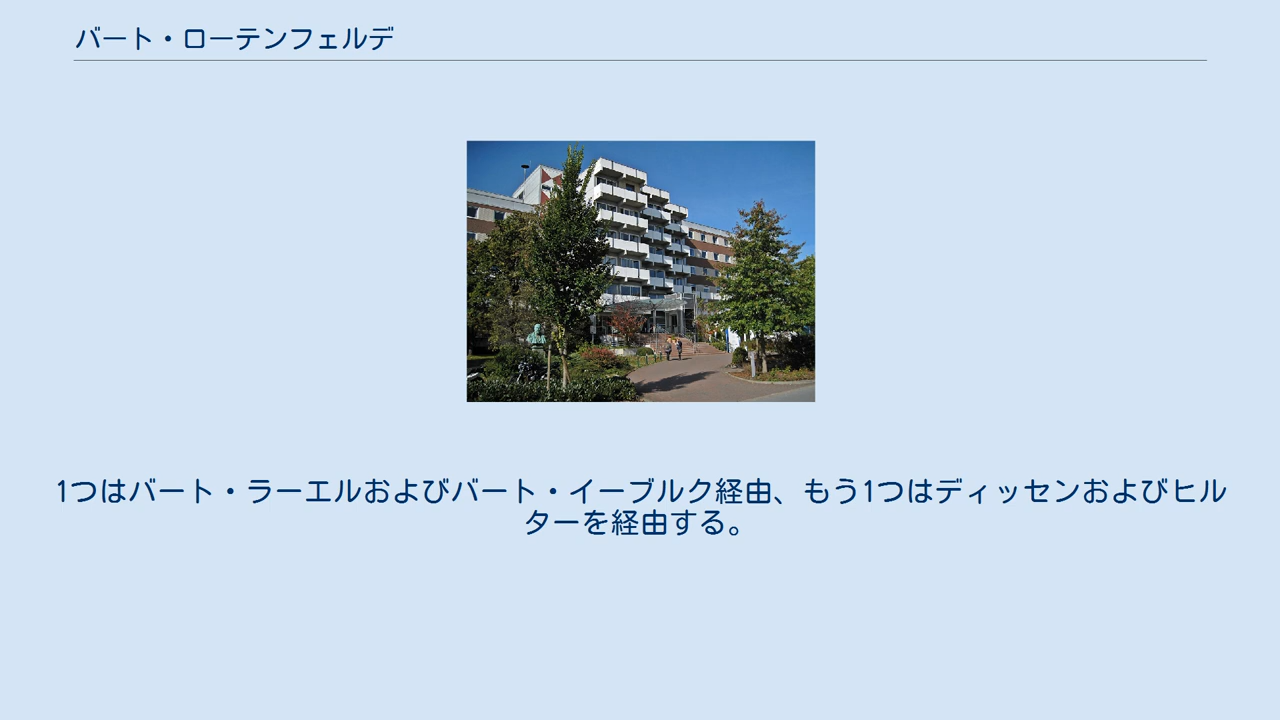 バート・ローテンフェルデ
1つはバート・ラーエルおよびバート・イーブルク経由、もう1つはディッセンおよびヒル
ターを経由する。